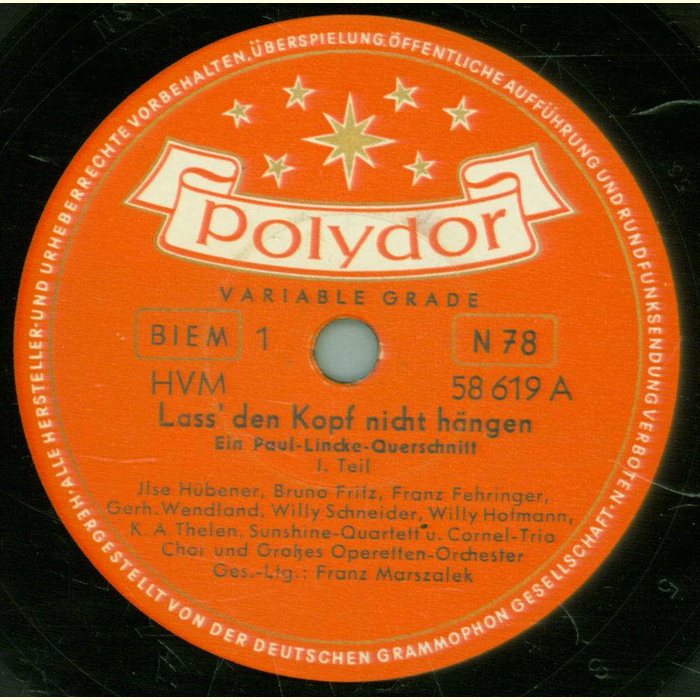 ALLE HERSTELLER- UND URHEBERRECHTE VORBEHALTEN, ÜBERSPIELUNG, ÖFFENTLICHE AUFFÜHRUNG UND RUNDFUNKSENDUNG VERBOTEN·
polydor
VARIABLE GRADE
BIEM 1 N 78
HVM 58 619 A
Lass' den Kopf nicht hängen
Ein Paul-Lincke-Querschnitt
I. Teil
Jlse Hübener, Bruno Fritz, Franz Fehringer,
Gerh. Wendland, Willy Schneider, Willy Hofmann,
K. A Thelen, Sunshine-Quartett u. Cornel-Trio
Choi und Großes Operetten-Orchester
Ges.-Ltg.: Franz Marszalek
HERGESTELLT VON DER DEUTSCHEN GRAMMOPHON GESELLSCHAFT·